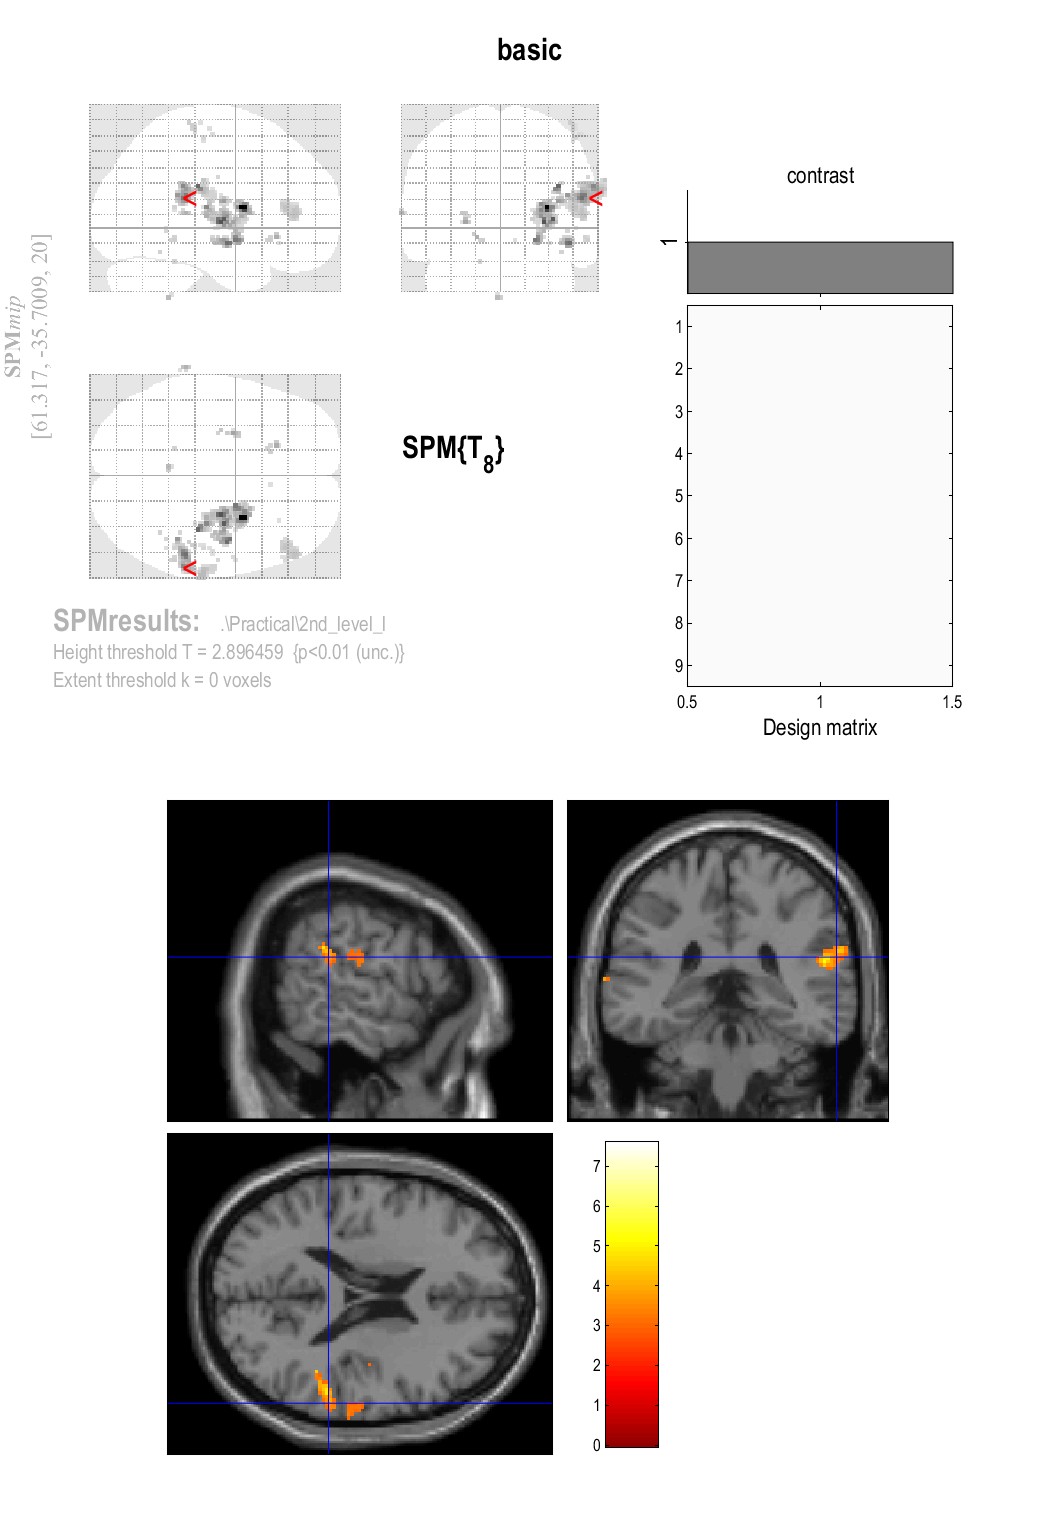 basic
contrast
1
SPMmip
[61.317, -35.7009, 20]
SPM{T8}
1
2
3
4
5
6
7
8
9
0.5 1 1.5
Design matrix
SPMresults: .\Practical\2nd_level_I
Height threshold T = 2.896459 {p<0.01 (unc.)}
Extent threshold k = 0 voxels
7
6
5
4
3
2
1
0